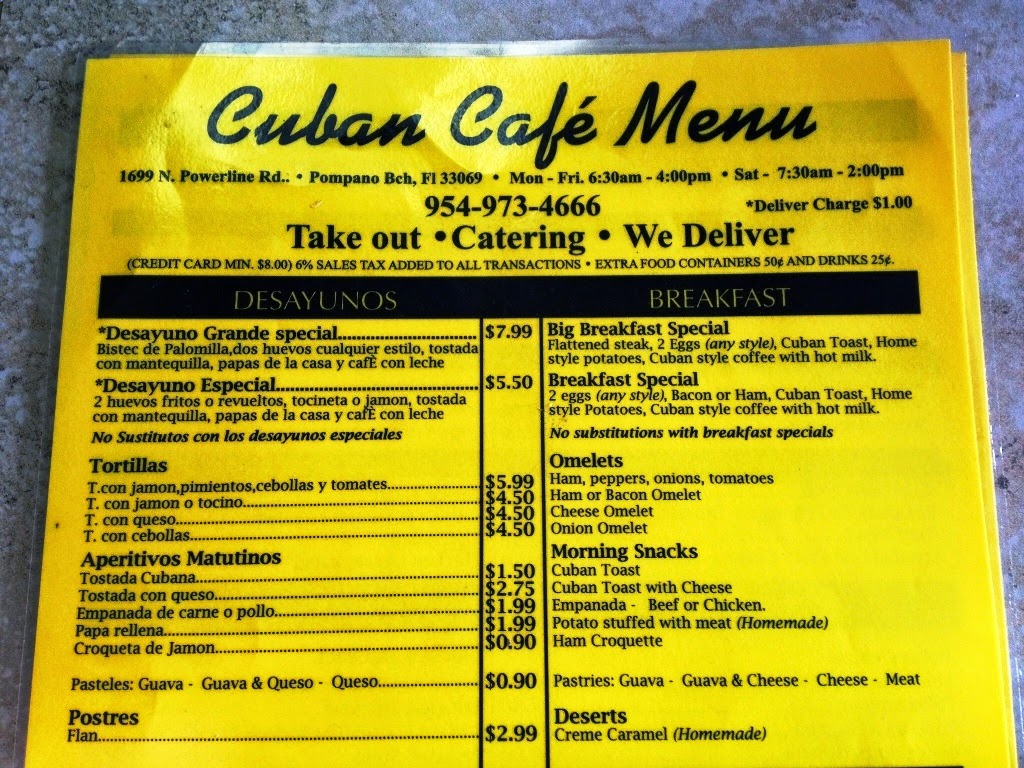 Cuban Café Menu
1699 N. Powerline Rd.. • Pompano Bch, Fl 33069 • Mon - Fri. 6:30am - 4:00pm • Sat - 7:30am - 2:00pm
954-973-4666 *Deliver Charge $1.00
Take out • Catering • We Deliver
(CREDIT CARD MIN. $8.00) 6% SALES TAX ADDED TO ALL TRANSACTIONS • EXTRA FOOD CONTAINERS 50¢ AND DRINKS 25¢.
DESAYUNOS BREAKFAST
*Desayuno Grande special................................ $7.99 Big Breakfast Special
Bistec de Palomilla,dos huevos cualquier estilo, tostada Flattened steak, 2 Eggs (any style), Cuban Toast, Home
con mantequilla, papas de la casa y cafE con leche style potatoes, Cuban style coffee with hot milk.
*Desayuno Especial.............................................. $5.50 Breakfast Special
2 huevos fritos o revueltos, tocineta o jamon, tostada 2 eggs (any style), Bacon or Ham, Cuban Toast, Home
con mantequilla, papas de la casa y cafE con leche style Potatoes, Cuban style coffee with hot milk.
No Sustitutos con los desayunos especiales No substitutions with breakfast specials
Tortillas Omelets
T.con jamon,pimientos,cebollas y tomates...................... $5.99 Ham, peppers, onions, tomatoes
T. con jamon o tocino...................................................... $4.50 Ham or Bacon Omelet
T. con queso.................................................................... $4.50 Cheese Omelet
T. con cebollas................................................................. $4.50 Onion Omelet
Aperitivos Matutinos Morning Snacks
Tostada Cubana............................................................... $1.50 Cuban Toast
Tostada con queso........................................................... $2.75 Cuban Toast with Cheese
Empanada de carne o pollo.............................................. $1.99 Empanada - Beef or Chicken.
Papa rellena..................................................................... $1.99 Potato stuffed with meat (Homemade)
Croqueta de Jamon.......................................................... $0.90 Ham Croquette
Pasteles: Guava - Guava & Queso - Queso...................... $0.90 Pastries: Guava - Guava & Cheese - Cheese - Meat
Postres Deserts
Flan................................................................................. $2.99 Creme Caramel (Homemade)